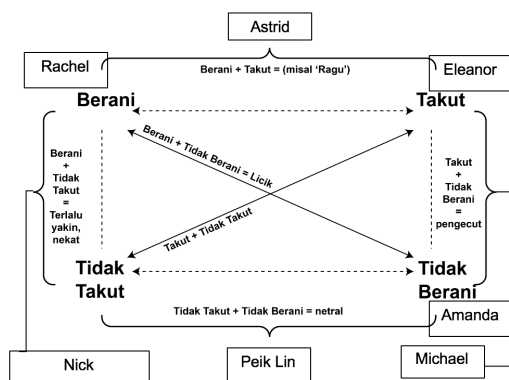 Astrid
Rachel
Berani + Takut = (misal ‘Ragu’)
Eleanor
Berani
Takut
Berani + Tidak Berani = Licik
Berani
+
Tidak
Takut
=
Terlalu
yakin,
nekat
Takut
+
Tidak
Berani
=
pengecut
Takut + Tidak Takut
Tidak
Takut
Tidak
Berani
Tidak Takut + Tidak Berani = netral
Amanda
Nick
Peik Lin
Michael